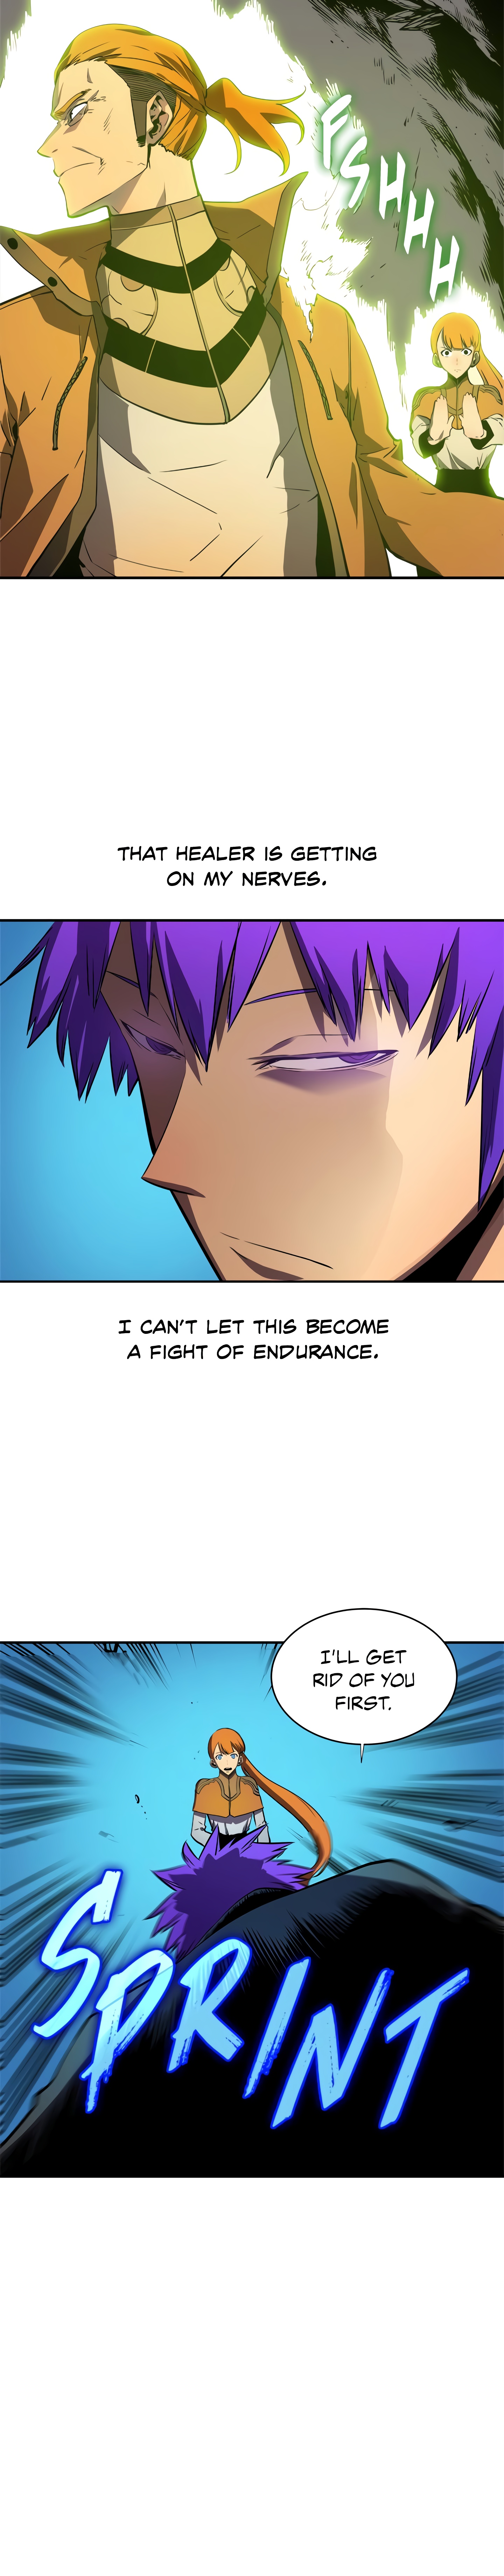 FSHHH
THAT HEALER IS GETTING
ON MY NERVES.
I CAN'T LET THIS BECOME
A FIGHT OF ENDURANCE.
I'LL GET
RID OF YOU
FIRST.
SPRINT